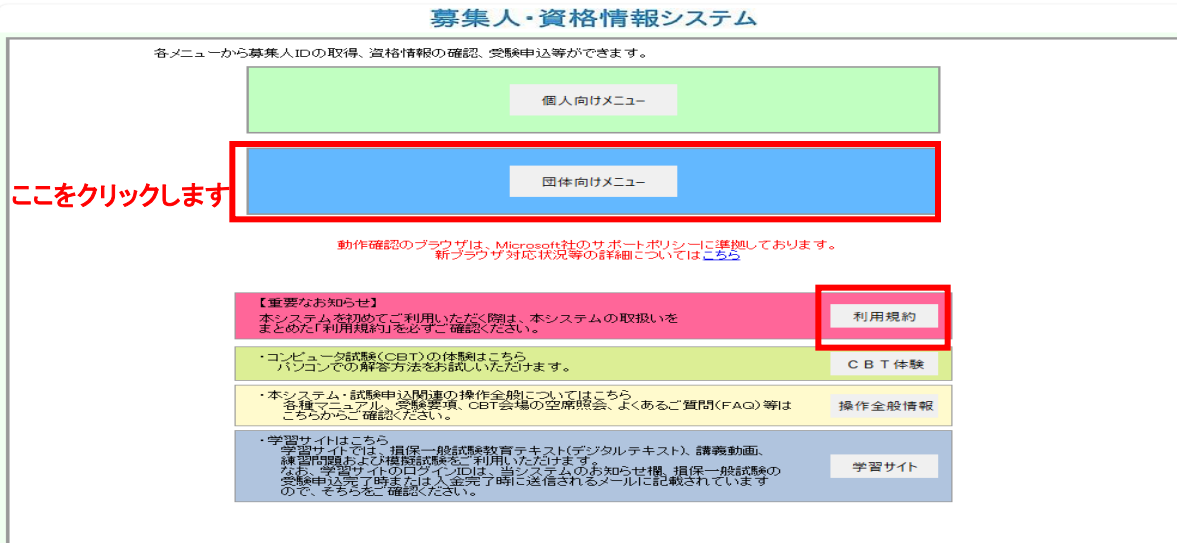 募集人・資格情報システム
各メニューから募集人IDの取得、資格情報の確認、受験申込等ができます。
個人向けメニュー
ここをクリックします
団体向けメニュー
動作確認のブラウザは、Microsoft社のサポートポリシーに準拠しております。
新ブラウザ対応状況等の詳細についてはこちら
【重要なお知らせ】
本システムを初めてご利用いただく際は、本システムの取扱いを
まとめた「利用規約」を必ずご確認ください。
利用規約
・コンピュータ試験(CBT)の体験はこちら
パソコンでの解答方法をお試しいただけます。
CBT体験
・本システム・試験申込関連の操作全般についてはこちら
各種マニュアル、受験要項、CBT会場の空席照会、よくあるご質問(FAQ)等は
こちらからご確認ください。
操作全般情報
・学習サイトはこちら
学習サイトでは、損保一般試験教育テキスト(デジタルテキスト)、講義動画、
練習問題および模擬試験をご利用いただけます。
なお、学習サイトのログインIDは、当システムのお知らせ欄、損保一般試験の
受験申込完了時または入金完了時に送信されるメールに記載されています
ので、そちらをご確認ください。
学習サイト